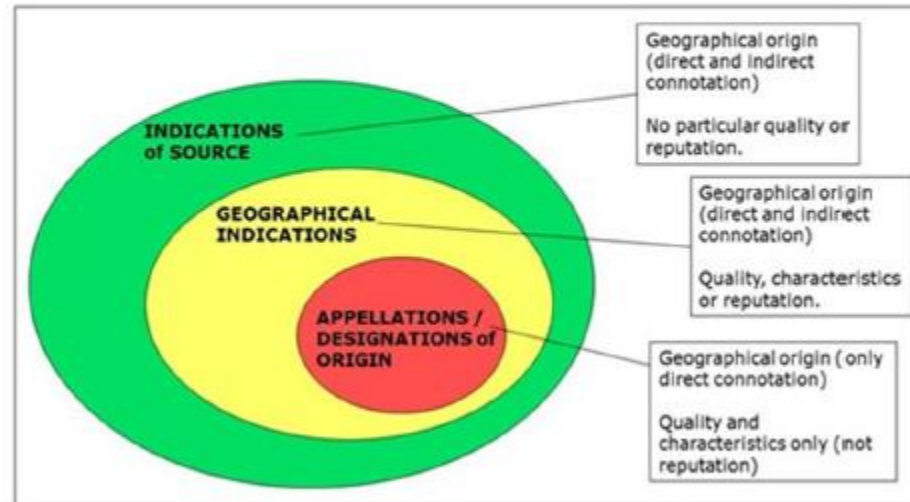 INDICATIONS
of SOURCE
Geographical origin
(direct and indirect
connotation)
No particular quality or
reputation.
GEOGRAPHICAL
INDICATIONS
Geographical origin
(direct and indirect
connotation)
Quality, characteristics
or reputation.
APPELLATIONS /
DESIGNATIONS of
ORIGIN
Geographical origin ( only
direct connotation)
Quality and
characteristics only (not
reputation)